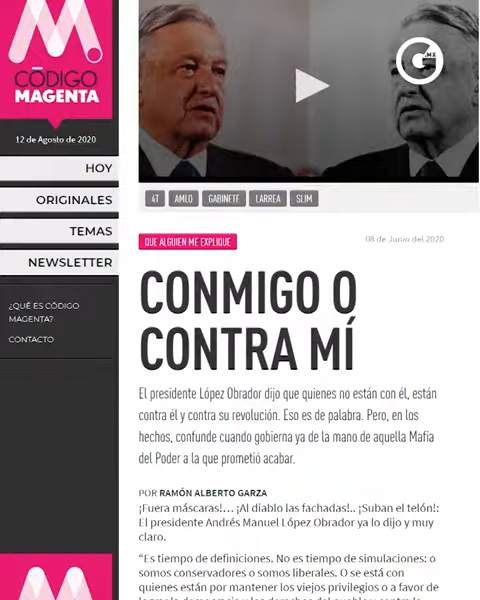 CÓDIGO
MAGENTA
12 de Agosto de 2020
HOY
ORIGINALES
TEMAS
NEWSLETTER
¿QUÉ ES CÓDIGO
MAGENTA?
CONTACTO
4T AMLO GABINETE LARREA SLIM
QUE ALGUIEN ME EXPLIQUE
08 de Junio del 2020
CONMIGO O
CONTRA MÍ
El presidente López Obrador dijo que quienes no están con él, están
contra él y contra su revolución. Eso es de palabra. Pero, en los
hechos, confunde cuando gobierna ya de la mano de aquella Mafia
del Poder a la que prometió acabar.
POR RAMÓN ALBERTO GARZA
¡Fuera máscaras!… ¡Al diablo las fachadas!.. ¡Suban el telón!:
El presidente Andrés Manuel López Obrador ya lo dijo y muy
claro.
“Es tiempo de definiciones. No es tiempo de simulaciones: o
somos conservadores o somos liberales. O se está con
quienes están por mantener los viejos privilegios o a favor de